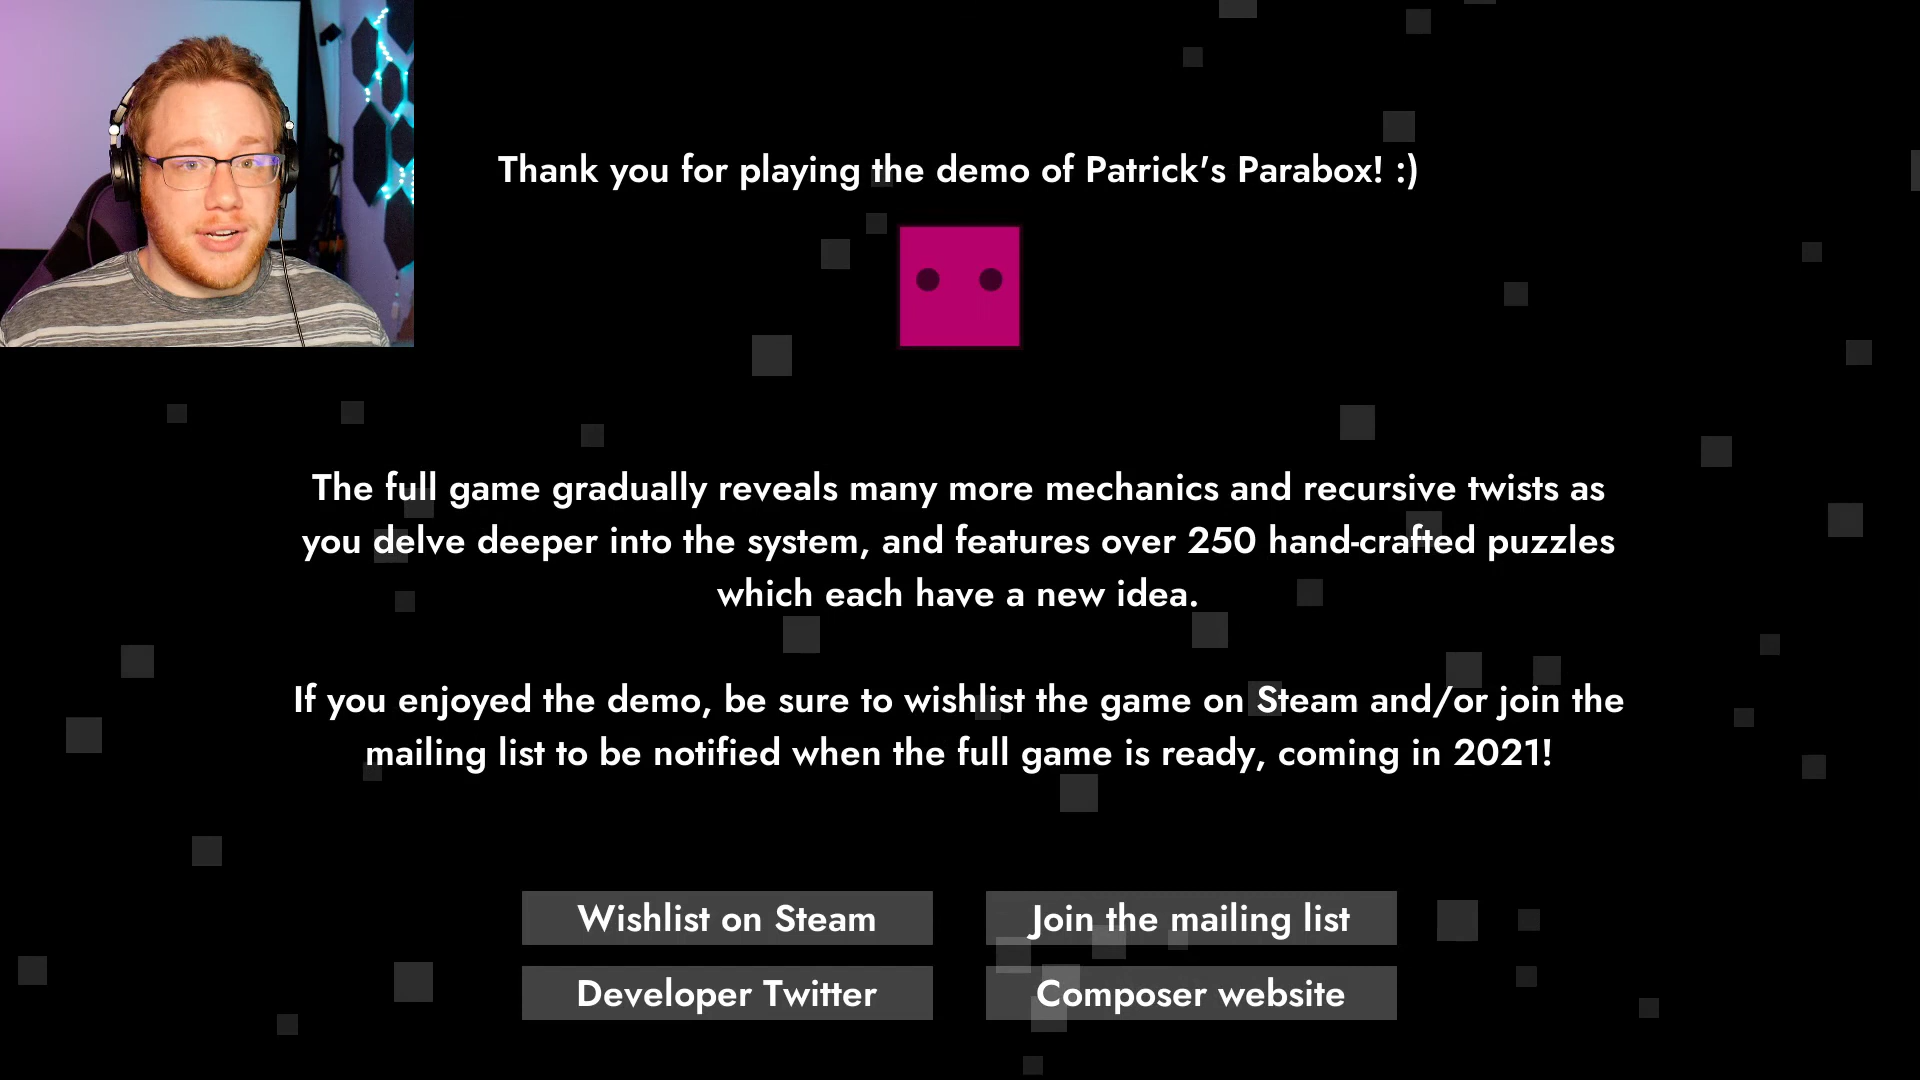 Thank you for playing the demo of Patrick's Parabox! :)
The full game gradually reveals many more mechanics and recursive twists as
you delve deeper into the system, and features over 250 hand-crafted puzzles
which each have a new idea.
If you enjoyed the demo, be sure to wishlist the game on Steam and/or join the
mailing list to be notified when the full game is ready, coming in 2021!
Wishlist on Steam
Join the mailing list
Developer Twitter
Composer website